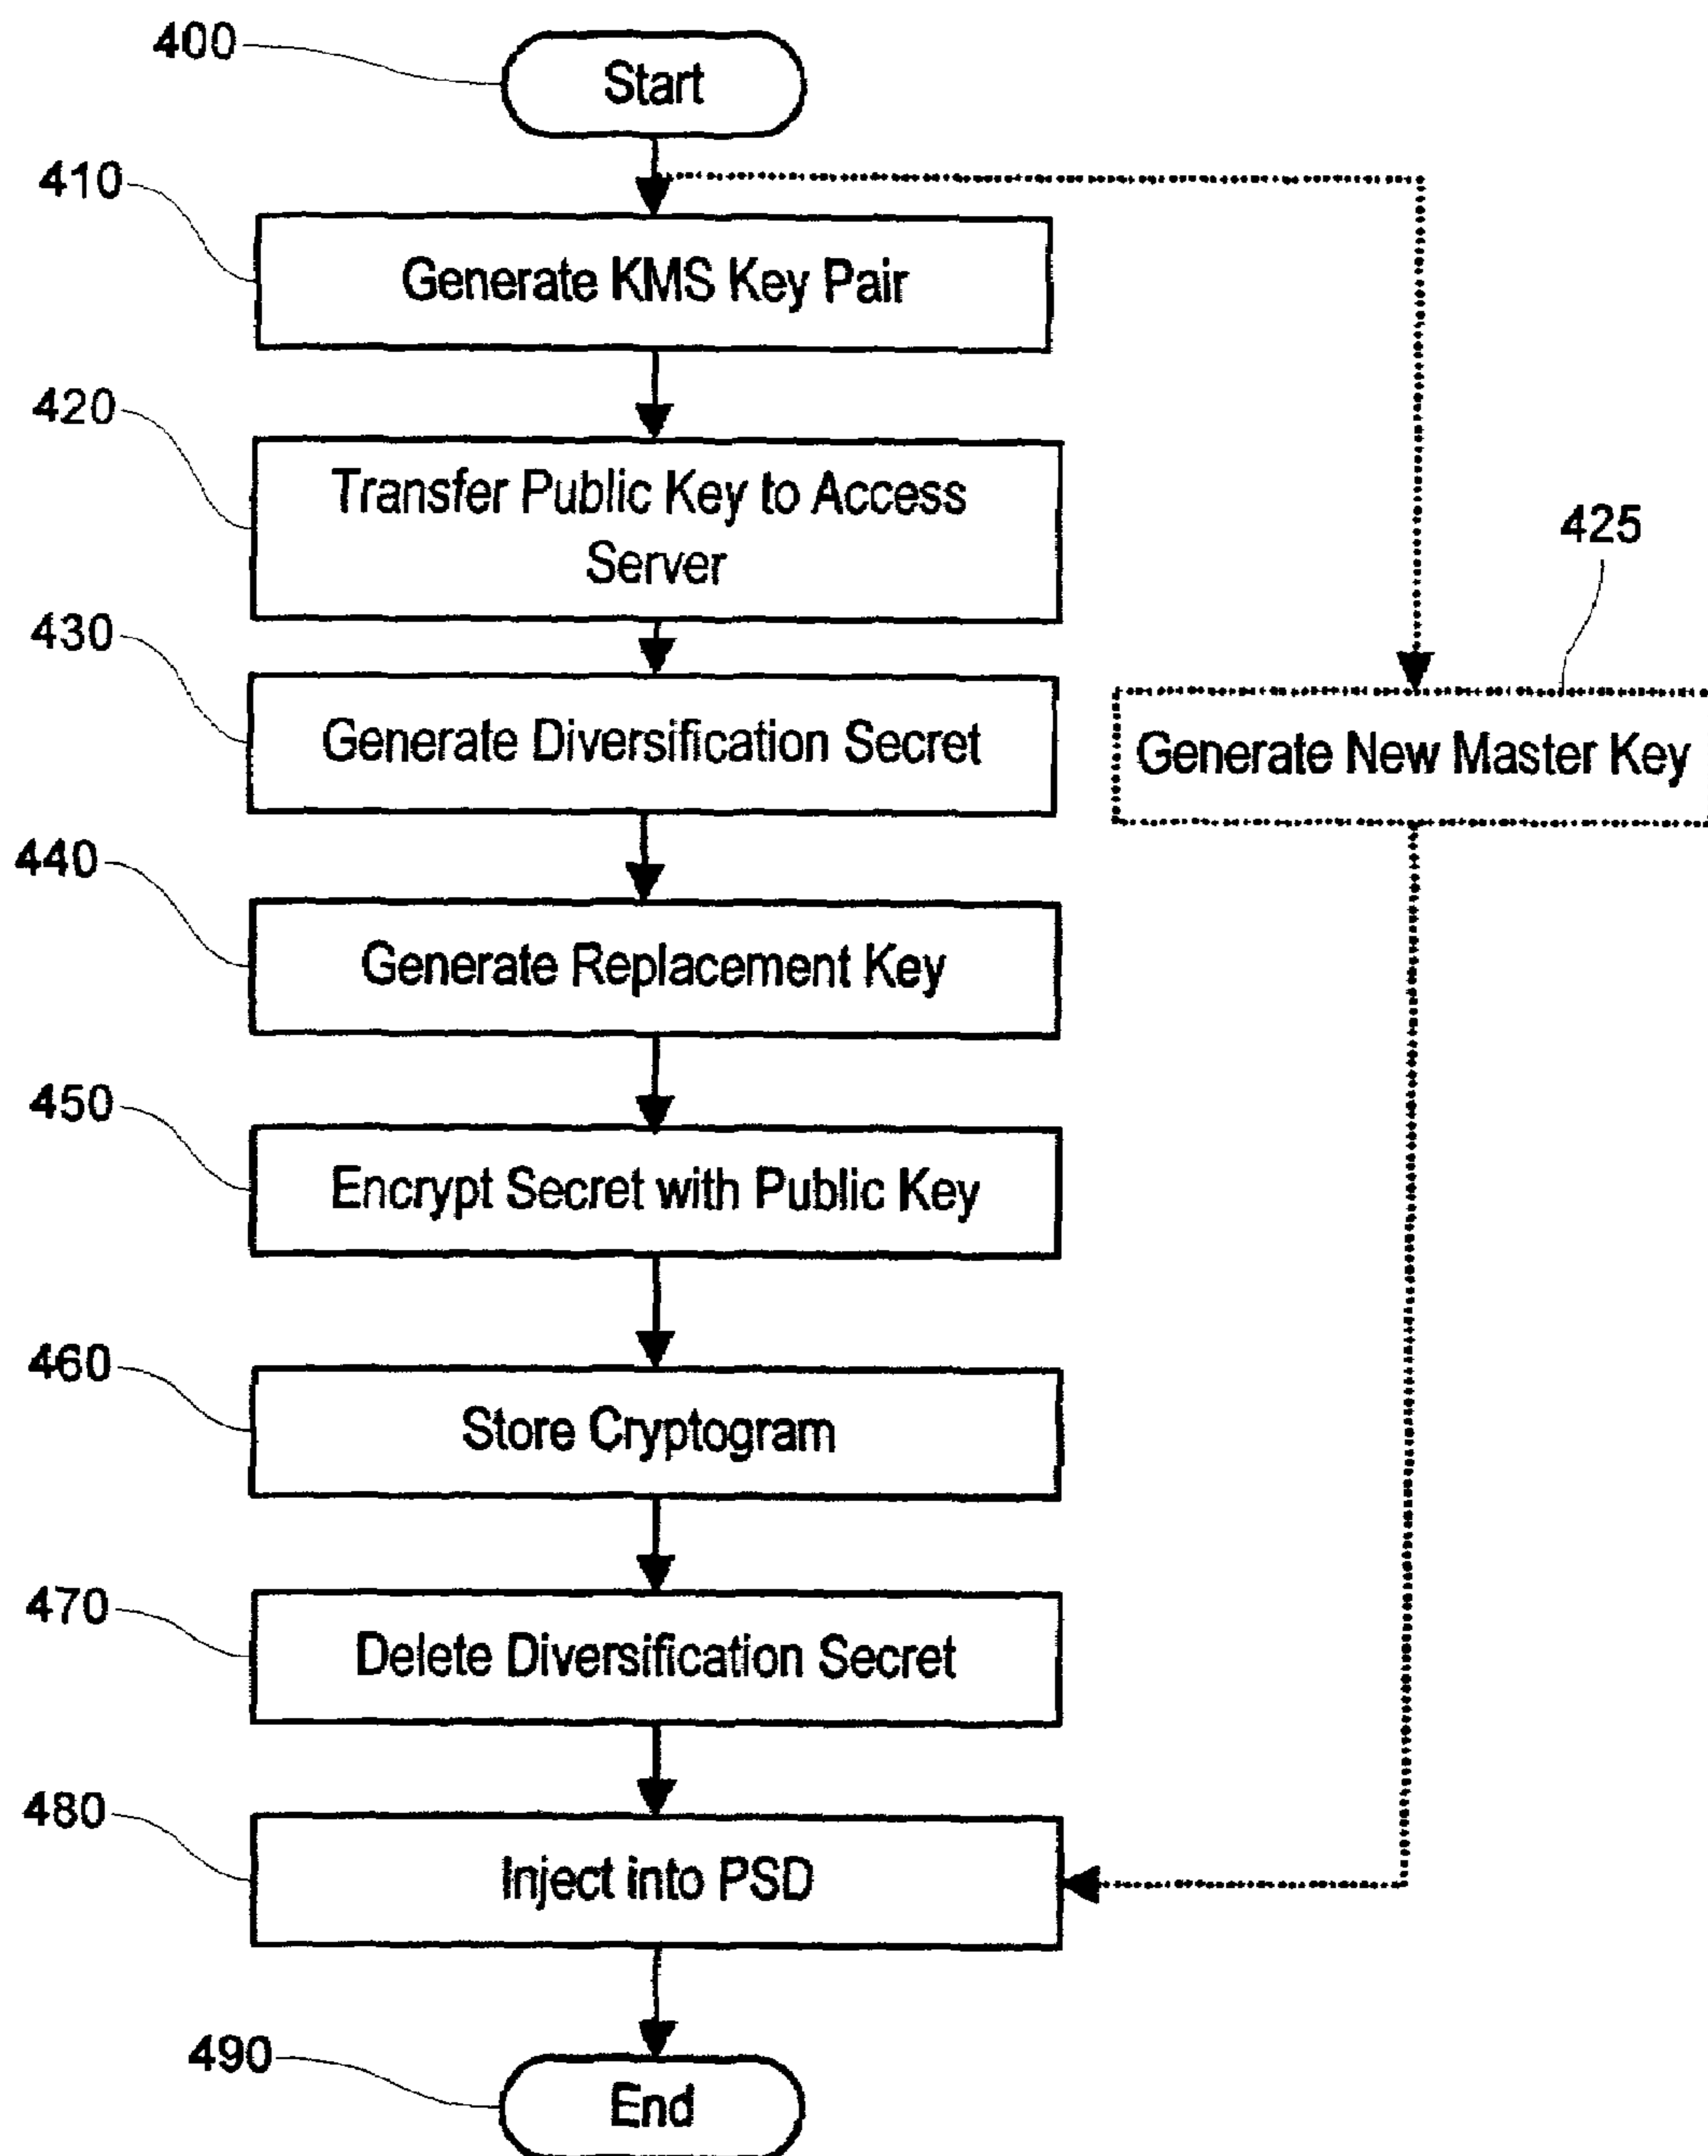 400
Start
410
Generate KMS Key Pair
420
Transfer Public Key to Access
Server
425
430
Generate Diversification Secret
Generate New Master Key
440
Generate Replacement Key
450
Encrypt Secret with Public Key
460
Store Cryptogram
470
Delete Diversification Secret
480
Inject into PSD
490
End